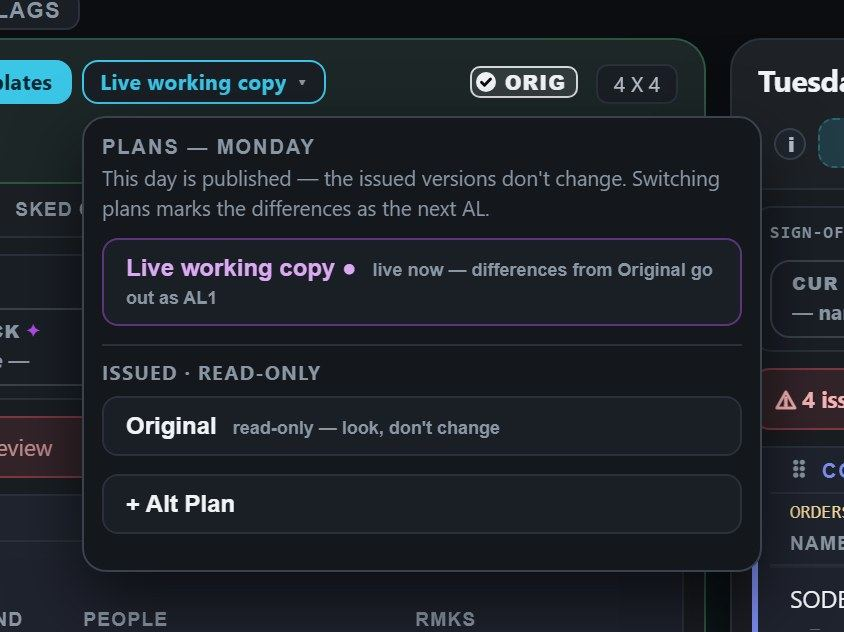 LAGS
plates
Live working copy ▾
ORIG
4 X 4
Tuesda
PLANS — MONDAY
This day is published — the issued versions don't change. Switching
plans marks the differences as the next AL.
i
SKED
SIGN-OF
Live working copy ● live now — differences from Original go
out as AL1
CUR
— na
CK ✦
e —
ISSUED · READ-ONLY
⚠ 4 iss
Original read-only — look, don't change
eview
CO
+ Alt Plan
ORDERS
NAME
SODE
ND
PEOPLE
RMKS